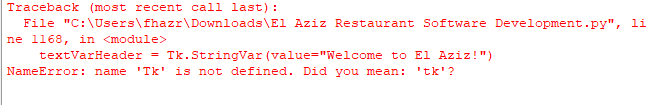 Traceback (most recent call last):
  File "C:\Users\fhazr\Downloads\El Aziz Restaurant Software Development.py", li
ne 1168, in <module>
    textVarHeader = Tk.StringVar(value="Welcome to El Aziz!")
NameError: name 'Tk' is not defined. Did you mean: 'tk'?